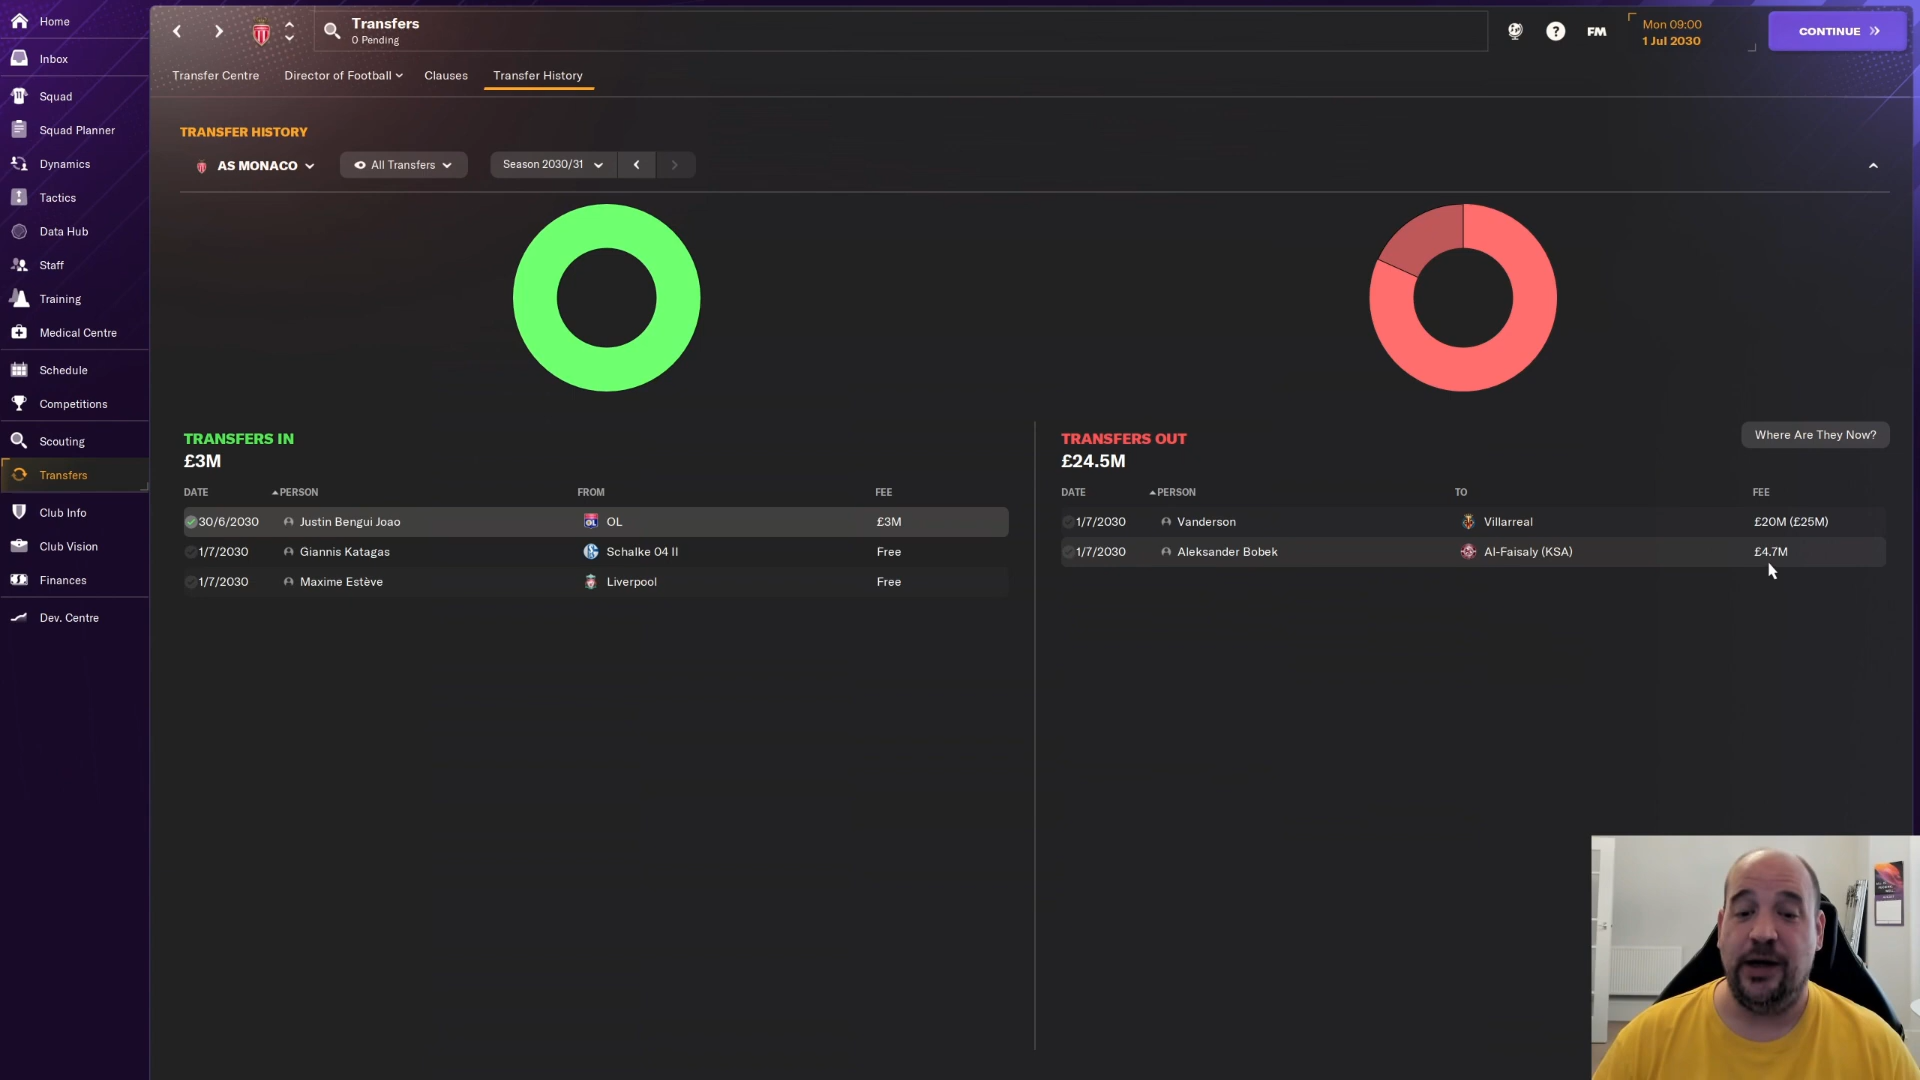 Home
Inbox
Squad
Squad Planner
Dynamics
Tactics
Data Hub
Staff
Training
Medical Centre
Schedule
Competitions
Scouting
Transfers
Club Info
Club Vision
Finances
Dev. Centre
Transfers
0 Pending
FM
Mon 09:00
1 Jul 2030
CONTINUE
Transfer Centre
Director of Football
Clauses
Transfer History
TRANSFER HISTORY
AS MONACO
All Transfers
Season 2030/31
TRANSFERS IN
£3M
DATE PERSON FROM FEE
30/6/2030 Justin Bengui Joao OL £3M
1/7/2030 Giannis Katagas Schalke 04 II Free
1/7/2030 Maxime Estève Liverpool Free
TRANSFERS OUT
£24.5M
Where Are They Now?
DATE PERSON TO FEE
1/7/2030 Vanderson Villarreal £20M (£25M)
1/7/2030 Aleksander Bobek Al-Faisaly (KSA) £4.7M